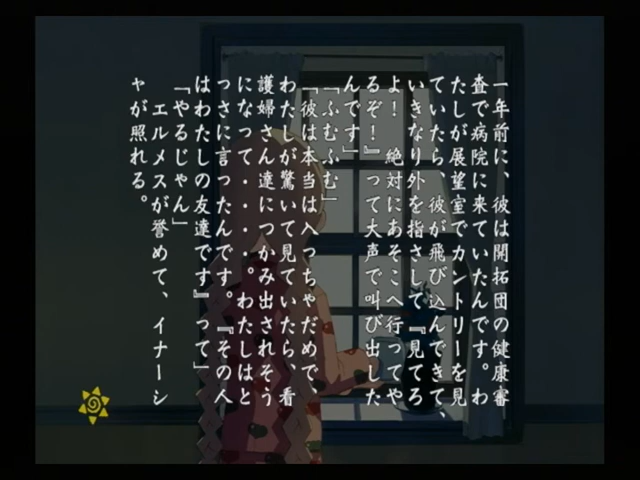 一年前に、彼は開拓団の健康審
査で病院に来ていたんです。わ
たしが展望室でカントリーを見
ていたら、彼が飛び込んできて、
いきなり外を指さして『見てろ
よ！　絶対にあそこへ行ってや
るぞ！』って大声で叫び出した
んです」
「ふむふむ」
「彼は本当は入っちゃだめで、
わたしが驚いて見ていたら、看
護婦さん達につかみ出されそう
になって・・・・。わたしはと
っさに言ったんです。『その人
はわたしの友達です』って」
「やるじゃん」
　エルメスが誉めて、イナーシ
ャが照れる。